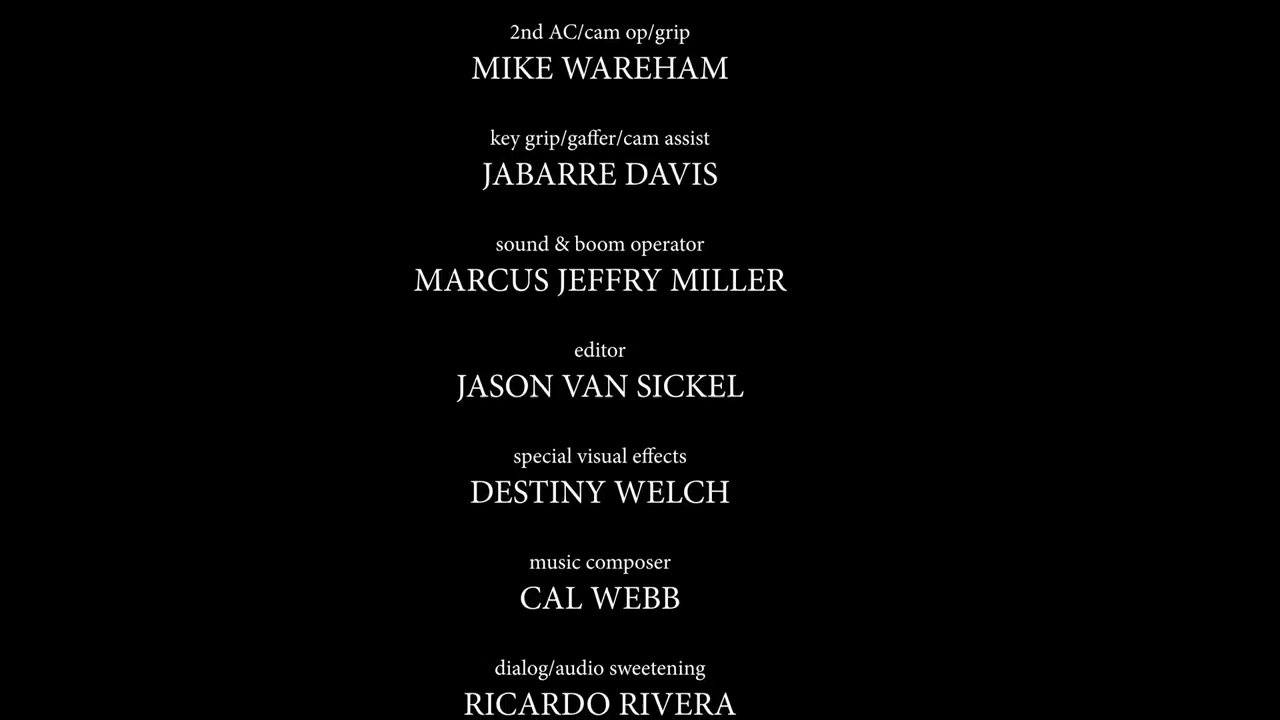 2nd AC/cam op/grip
MIKE WAREHAM
key grip/gaffer/cam assist
JABARRE DAVIS
sound & boom operator
MARCUS JEFFRY MILLER
editor
JASON VAN SICKEL
special visual effects
DESTINY WELCH
music composer
CAL WEBB
dialog/audio sweetening
RICARDO RIVERA